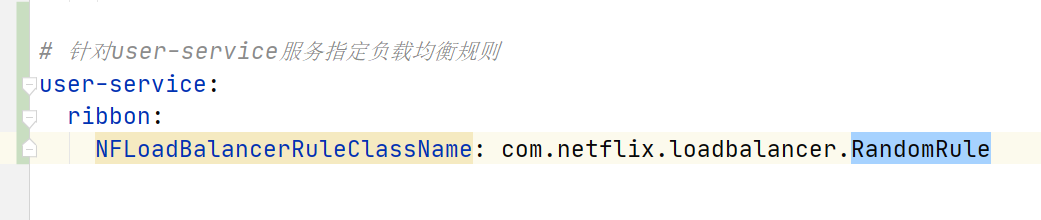 # 针对user-service服务指定负载均衡规则
user-service:
  ribbon:
    NFLoadBalancerRuleClassName: com.netflix.loadbalancer.RandomRule